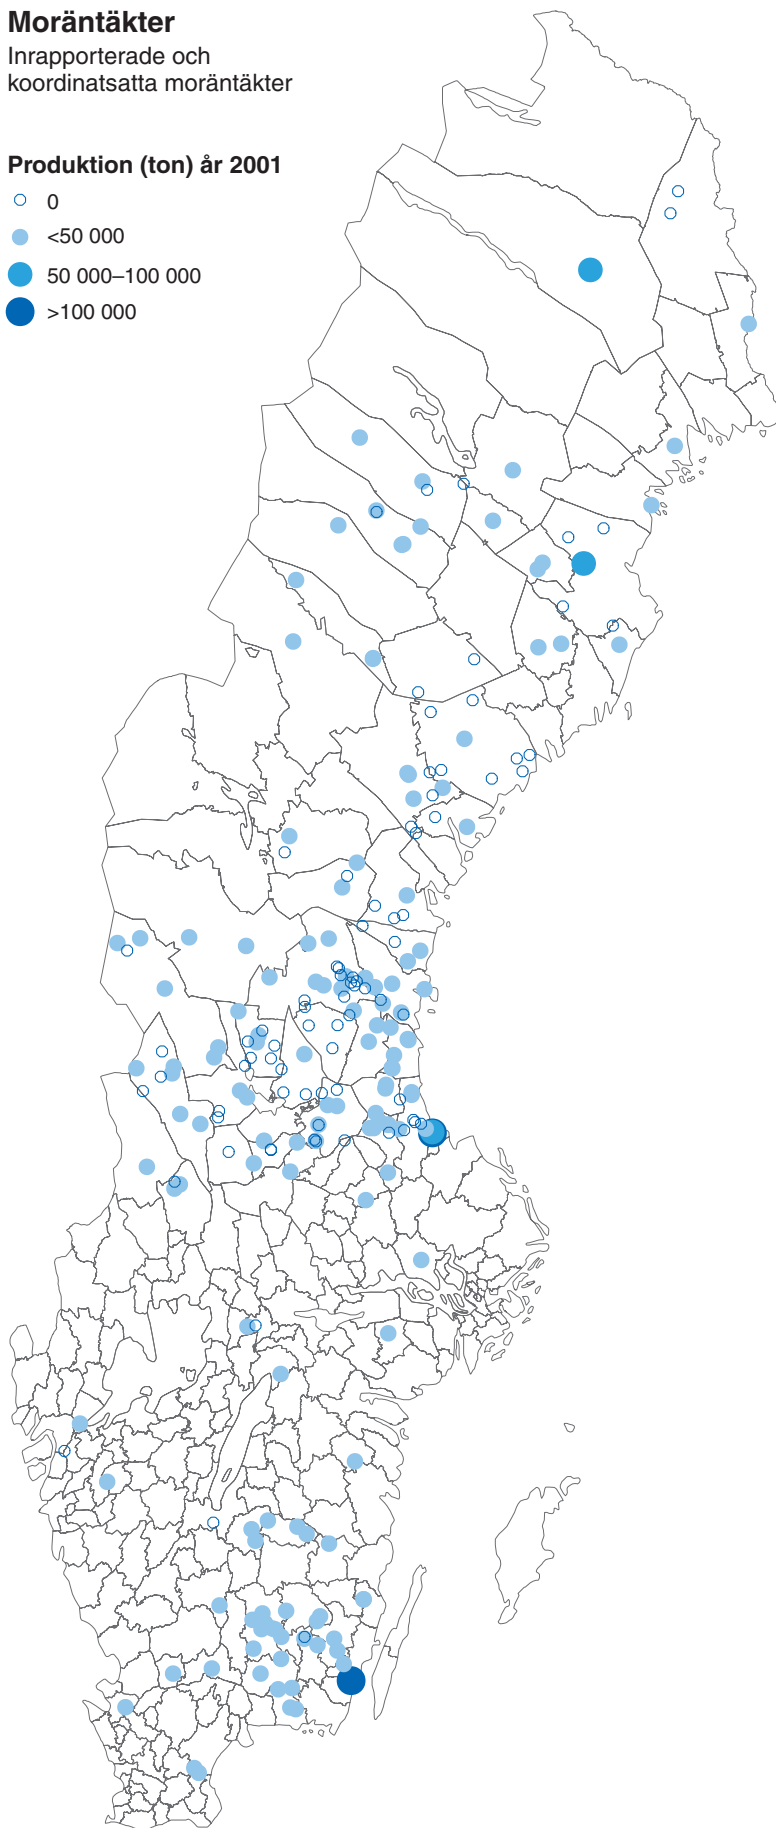 Moräntäkter
Inrapporterade och
koordinatsatta moräntäkter
Produktion (ton) år 2001
0
<50 000
50 000–100 000
>100 000